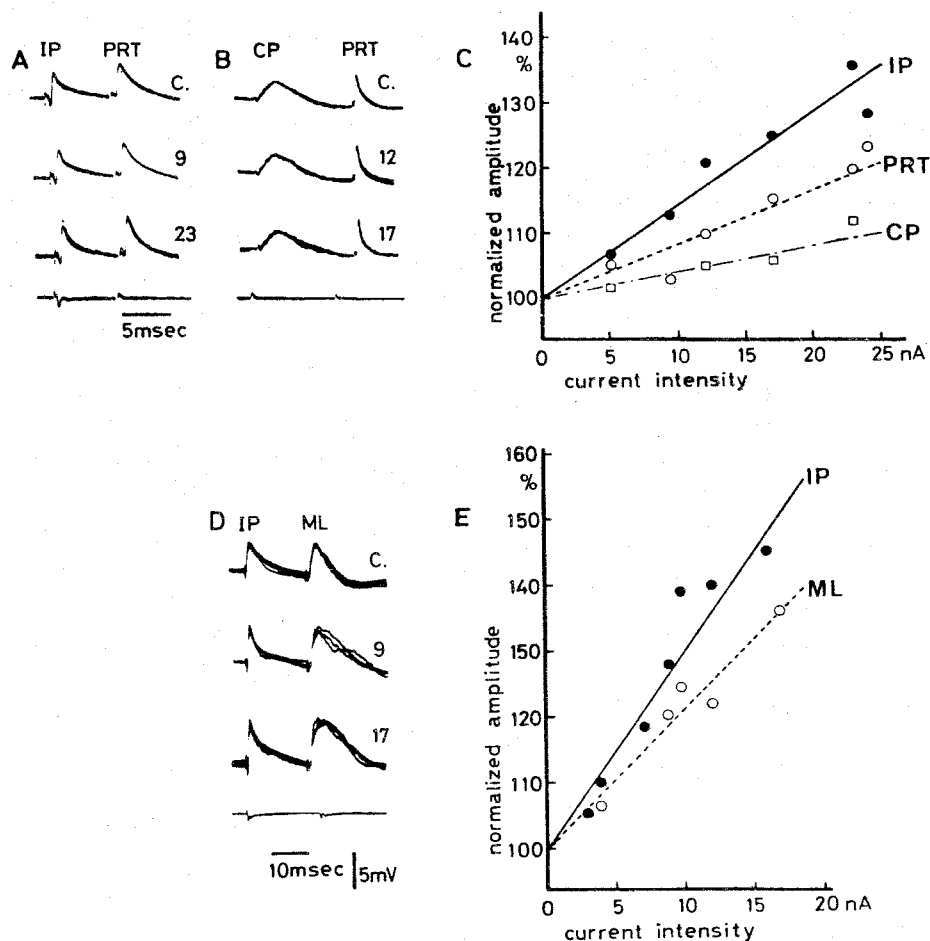 A IP PRT
C.
9
23
5msec
B CP PRT
C.
12
17
C
140
%
130
120
110
100
normalized amplitude
IP
PRT
CP
0 5 10 15 20 25 nA
current intensity
D IP ML
C.
9
17
10msec 5mV
E
160
%
150
140
150
120
110
100
normalized amplitude
IP
ML
0 5 10 15 20 nA
current intensity